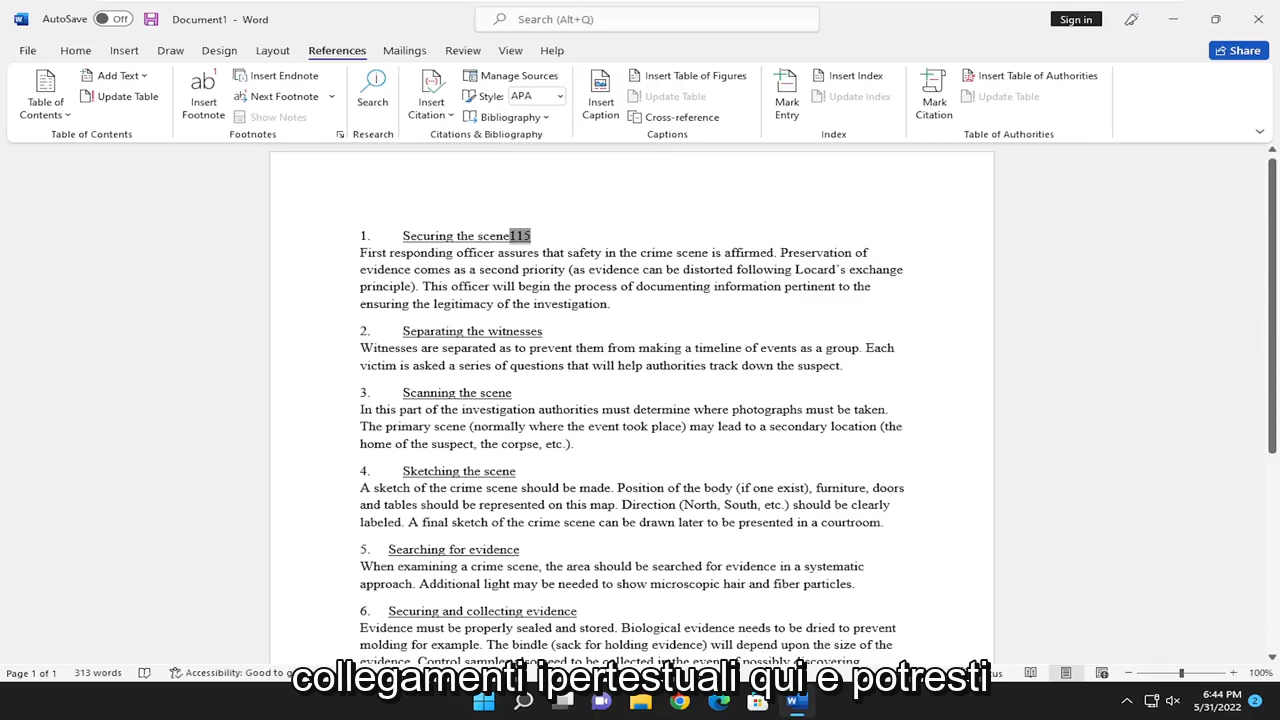 AutoSave Off Document1 - Word Search (Alt+Q) Sign in
File Home Insert Draw Design Layout References Mailings Review View Help Share
Table of Contents
Add Text
Update Table
Table of Contents
ab
Insert Footnote
Insert Endnote
Next Footnote
Show Notes
Footnotes
Search
Research
Insert Citation
Manage Sources
Style: APA
Bibliography
Citations & Bibliography
Insert Caption
Insert Table of Figures
Update Table
Cross-reference
Captions
Mark Entry
Insert Index
Update Index
Index
Mark Citation
Insert Table of Authorities
Update Table
Table of Authorities
1. Securing the scene115
First responding officer assures that safety in the crime scene is affirmed. Preservation of
evidence comes as a second priority (as evidence can be distorted following Locard's exchange
principle). This officer will begin the process of documenting information pertinent to the
ensuring the legitimacy of the investigation.
2. Separating the witnesses
Witnesses are separated as to prevent them from making a timeline of events as a group. Each
victim is asked a series of questions that will help authorities track down the suspect.
3. Scanning the scene
In this part of the investigation authorities must determine where photographs must be taken.
The primary scene (normally where the event took place) may lead to a secondary location (the
home of the suspect, the corpse, etc.).
4. Sketching the scene
A sketch of the crime scene should be made. Position of the body (if one exist), furniture, doors
and tables should be represented on this map. Direction (North, South, etc.) should be clearly
labeled. A final sketch of the crime scene can be drawn later to be presented in a courtroom.
5. Searching for evidence
When examining a crime scene, the area should be searched for evidence in a systematic
approach. Additional light may be needed to show microscopic hair and fiber particles.
6. Securing and collecting evidence
Evidence must be properly sealed and stored. Biological evidence needs to be dried to prevent
molding for example. The bindle (sack for holding evidence) will depend upon the size of the
evidence. Control samples also need to be collected in the event of possibly discovering
collegamenti ipertestuali qui e potresti
Page 1 of 1 313 words Accessibility: Good to 100%
6:44 PM
5/31/2022
2